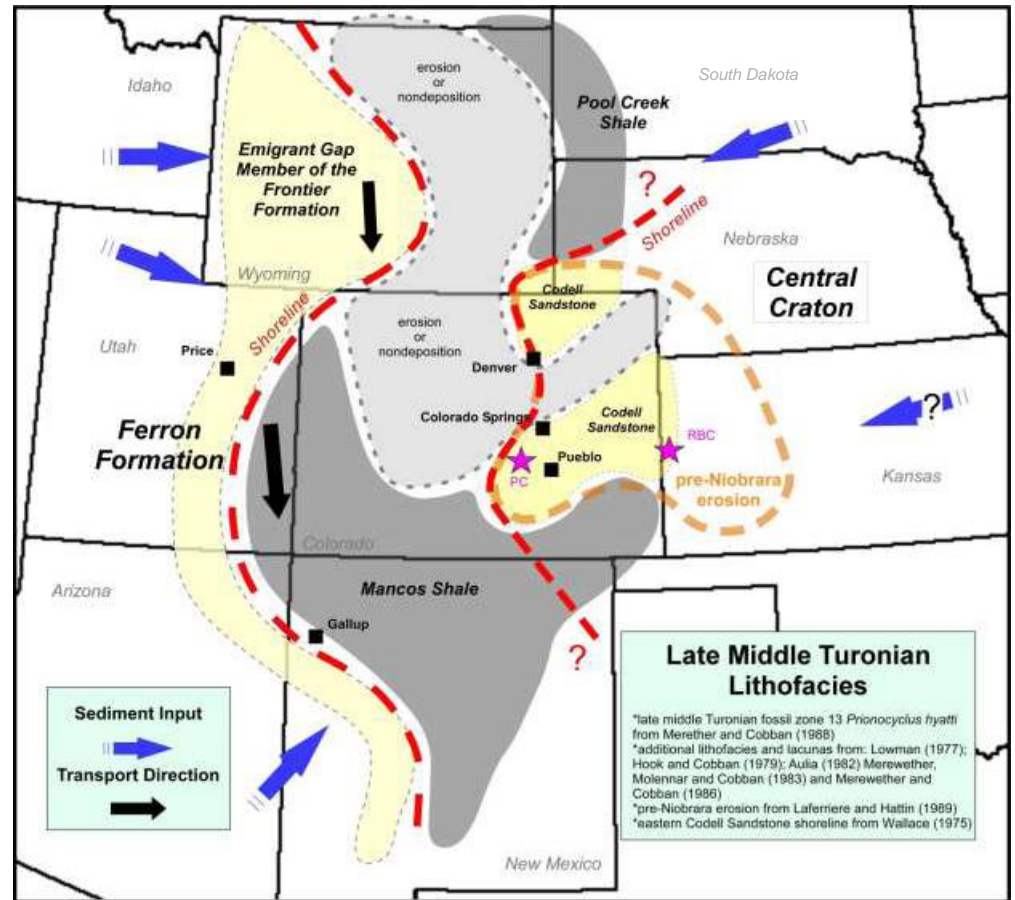 Idaho
erosion
or
nondeposition
South Dakota
Pool Creek
Shale
Emigrant Gap
Member of the
Frontier
Formation
?
Shoreline
Nebraska
Wyoming
Codell
Sandstone
Central
Craton
Shoreline
erosion
or
nondeposition
Utah
Price
Denver
Colorado Springs
Codell
Sandstone
?
Ferron
Formation
RBC
Pueblo
PC
pre-Niobrara
erosion
Kansas
Colorado
Arizona
Mancos Shale
Gallup
?
Late Middle Turonian
Lithofacies
*late middle Turonian fossil zone 13 Prionocyclus hyatti
from Merether and Cobban (1988)
*additional lithofacies and lacunas from: Lowman (1977);
Hook and Cobban (1979); Aulia (1982) Merewether,
Molennar and Cobban (1983) and Merewether and
Cobban (1986)
*pre-Niobrara erosion from Laferriere and Hattin (1989)
*eastern Codell Sandstone shoreline from Wallace (1975)
Sediment Input
Transport Direction
New Mexico